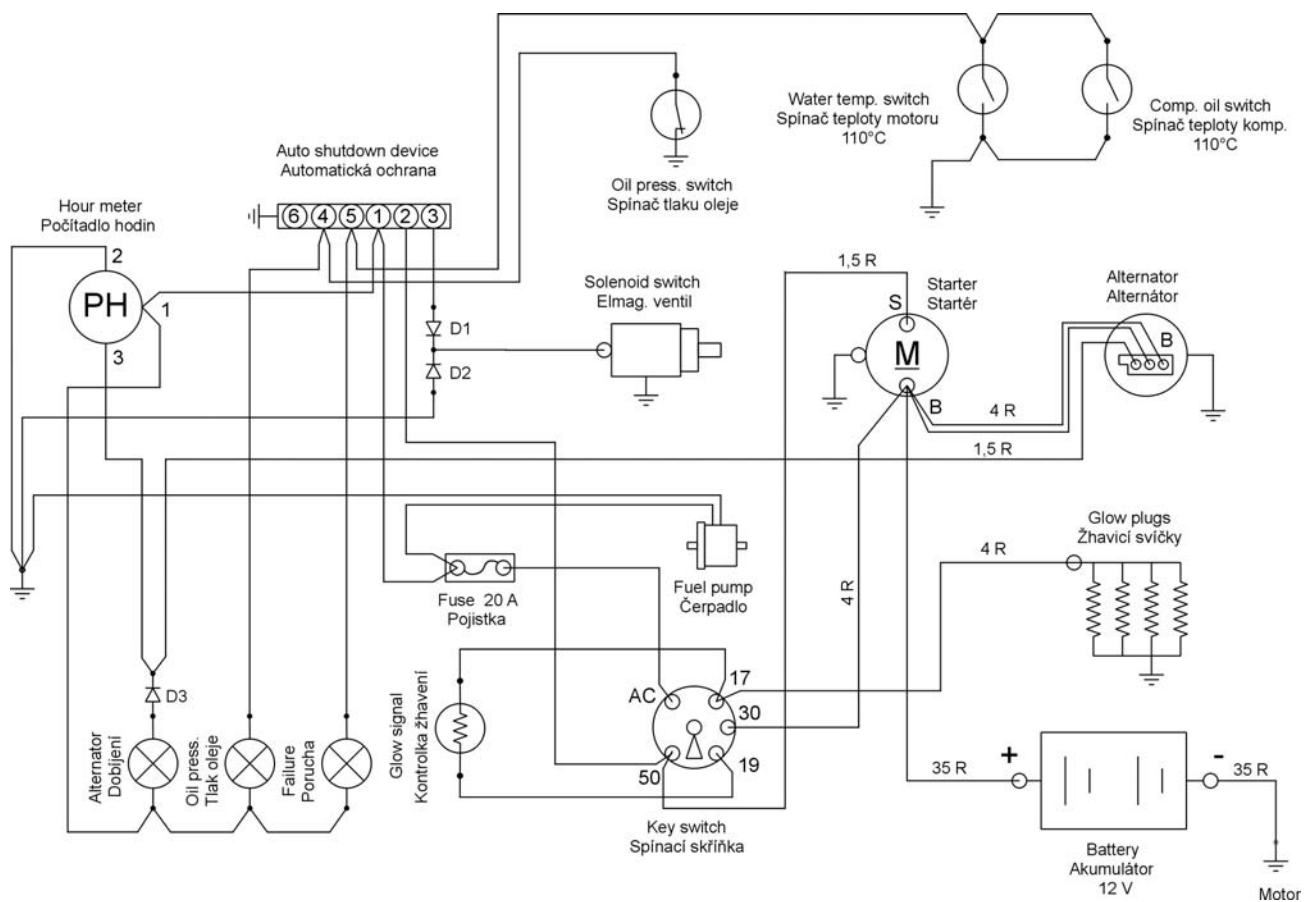 Water temp. switch
Spínač teploty motoru
110°C
Comp. oil switch
Spínač teploty komp.
110°C
Auto shutdown device
Automatická ochrana
Oil press. switch
Spínač tlaku oleje
Hour meter
Počítadlo hodin
6 4 5 1 2 3
2
PH
1
3
D1
D2
Solenoid switch
Elmag. ventil
1,5 R
Starter
Startér
S
M
B
Alternator
Alternátor
B
4 R
1,5 R
Fuse 20 A
Pojistka
Fuel pump
Čerpadlo
4 R
4 R
Glow plugs
Žhavicí svíčky
D3
Alternator
Dobíjení
Oil press.
Tlak oleje
Failure
Porucha
Glow signal
Kontrolka žhavení
AC
17
30
50
19
Key switch
Spínací skříňka
35 R
+
-
35 R
Battery
Akumulátor
12 V
Motor